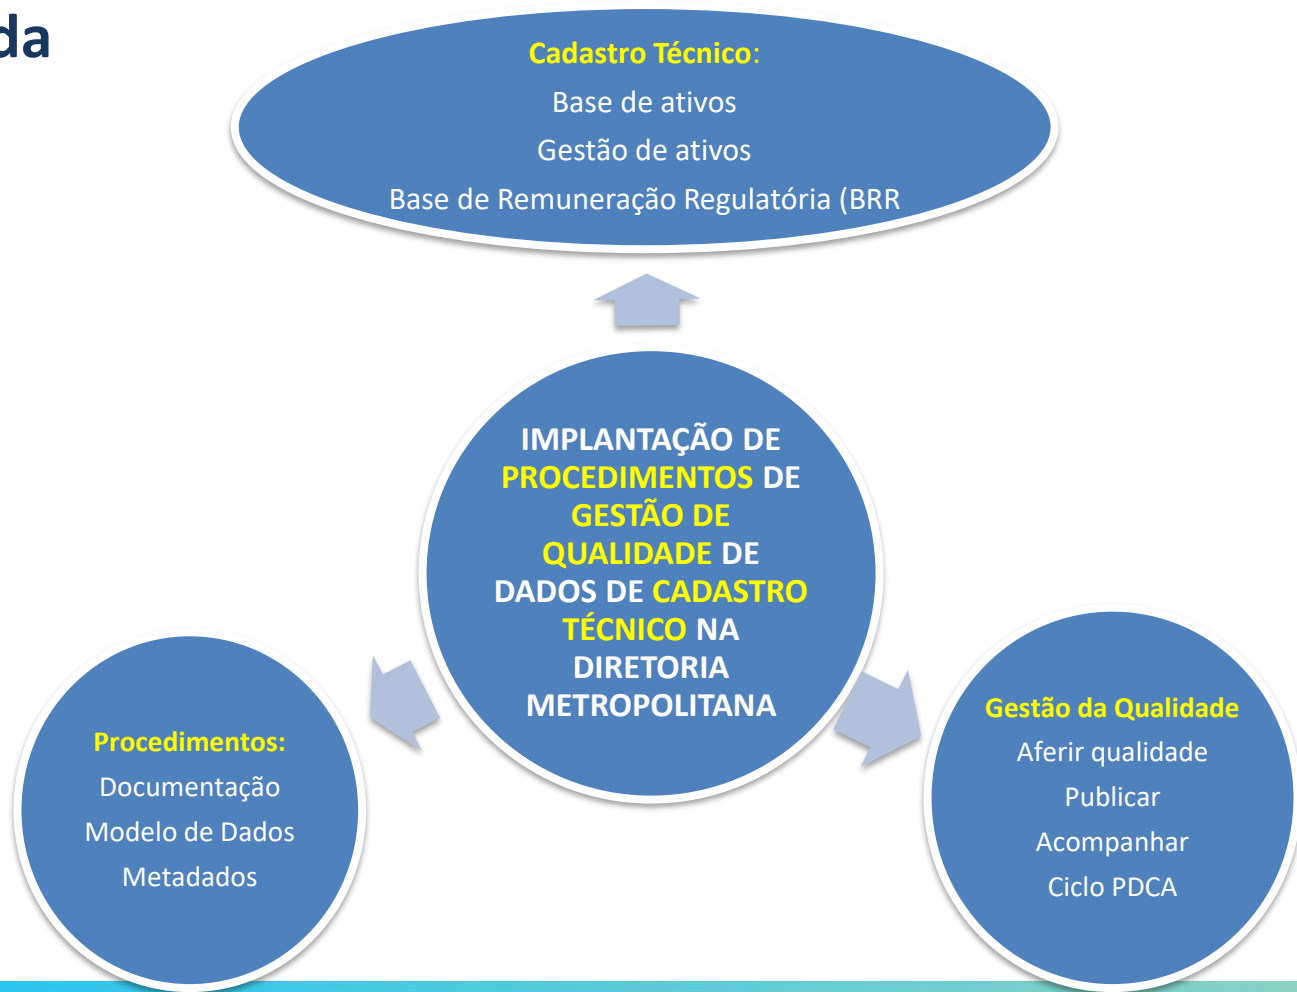 da
Cadastro Técnico:
Base de ativos
Gestão de ativos
Base de Remuneração Regulatória (BRR
IMPLANTAÇÃO DE
PROCEDIMENTOS DE
GESTÃO DE
QUALIDADE DE
DADOS DE CADASTRO
TÉCNICO NA
DIRETORIA
METROPOLITANA
Procedimentos:
Documentação
Modelo de Dados
Metadados
Gestão da Qualidade
Aferir qualidade
Publicar
Acompanhar
Ciclo PDCA